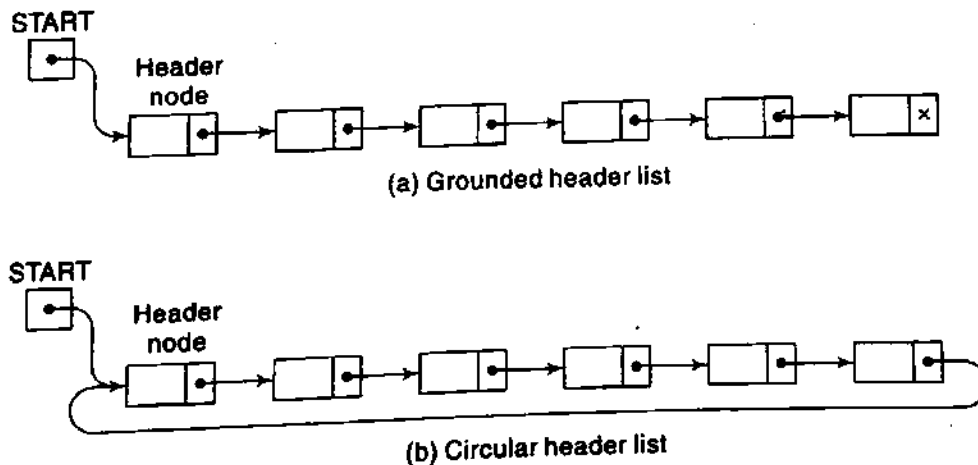 START
Header
node
×
(a) Grounded header list
START
Header
node
(b) Circular header list